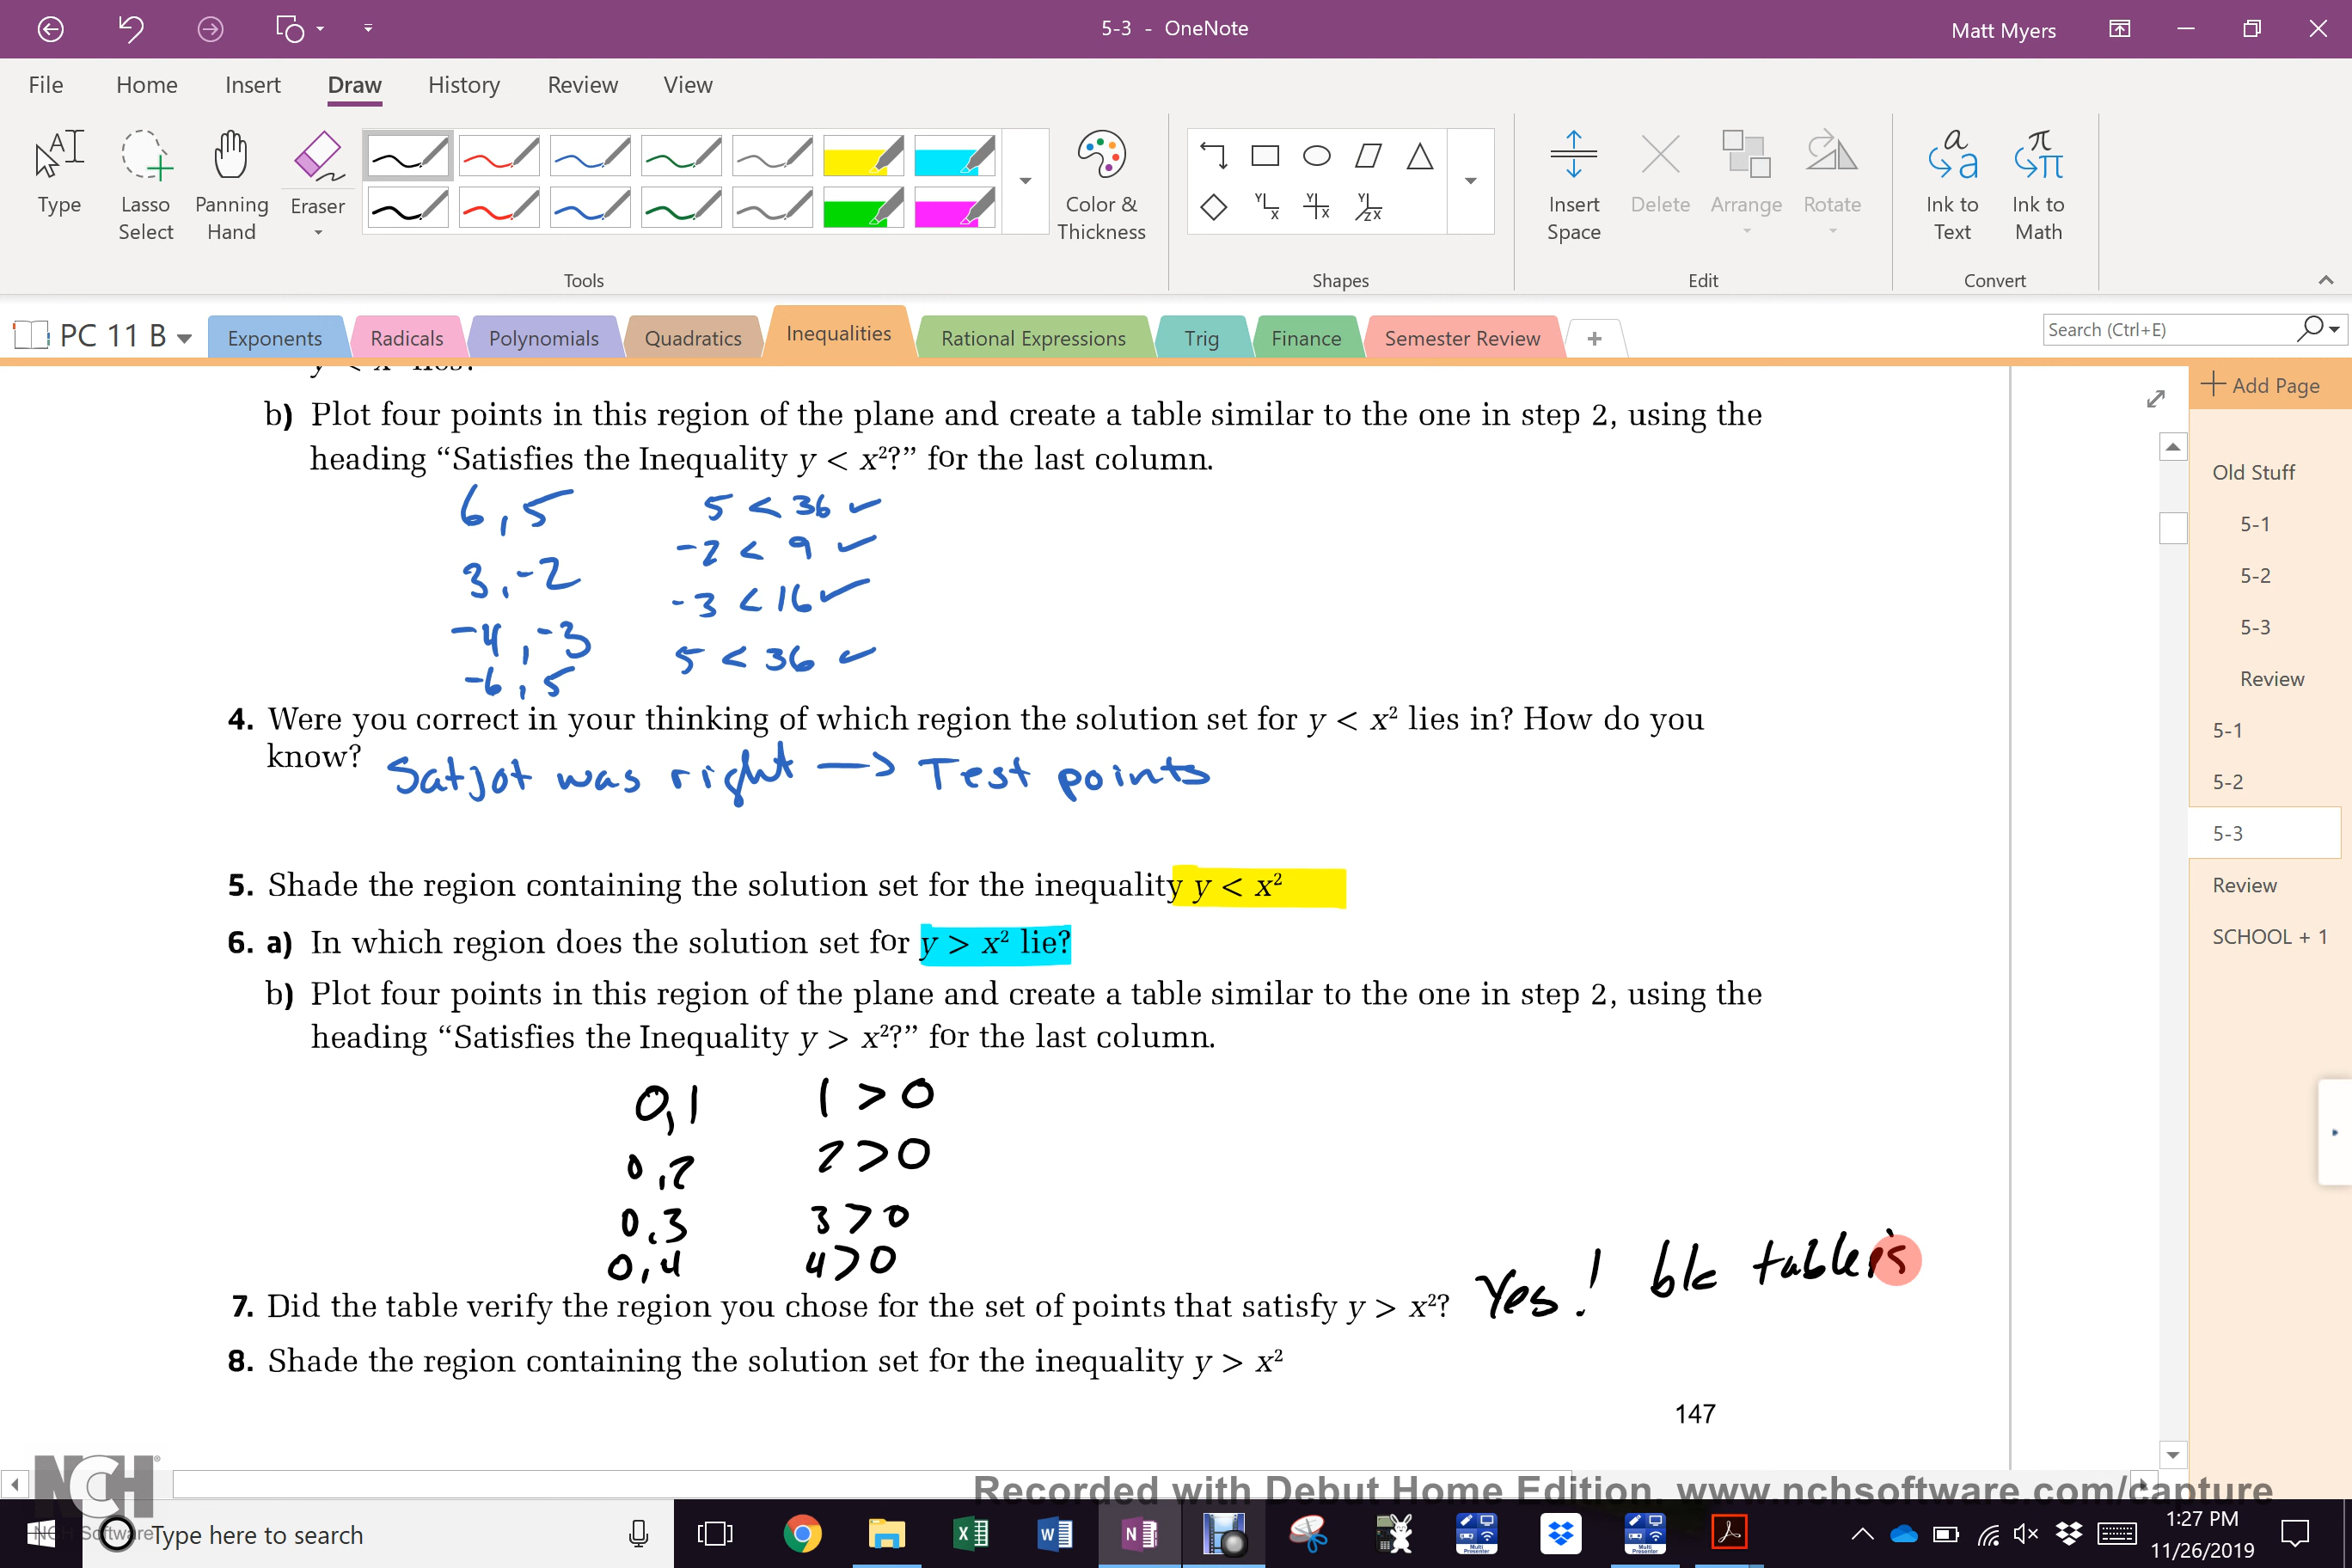 5-3 - OneNote
Matt Myers
File Home Insert Draw History Review View
Type
Lasso Select
Panning Hand
Eraser
Color & Thickness
Insert Space
Delete
Arrange
Rotate
Ink to Text
Ink to Math
Tools
Shapes
Edit
Convert
PC 11 B
Exponents
Radicals
Polynomials
Quadratics
Inequalities
Rational Expressions
Trig
Finance
Semester Review
Search (Ctrl+E)
Add Page
Old Stuff
5-1
5-2
5-3
Review
5-1
5-2
5-3
Review
SCHOOL + 1
b) Plot four points in this region of the plane and create a table similar to the one in step 2, using the
heading “Satisfies the Inequality y < x²?” for the last column.
6, 5 5 < 36 ✓
3, -2 -2 < 9 ✓
-4, -3 -3 < 16 ✓
-6, 5 5 < 36 ✓
4. Were you correct in your thinking of which region the solution set for y < x² lies in? How do you
know? Satjot was right → Test points
5. Shade the region containing the solution set for the inequality y < x²
6. a) In which region does the solution set for y > x² lie?
b) Plot four points in this region of the plane and create a table similar to the one in step 2, using the
heading “Satisfies the Inequality y > x²?” for the last column.
0,1 1 > 0
0,2 2 > 0
0,3 3 > 0
0,4 4 > 0
7. Did the table verify the region you chose for the set of points that satisfy y > x²? Yes! b/c table is
8. Shade the region containing the solution set for the inequality y > x²
147
NCH®
NCH Software
Recorded with Debut Home Edition. www.nchsoftware.com/capture
Type here to search
1:27 PM
11/26/2019